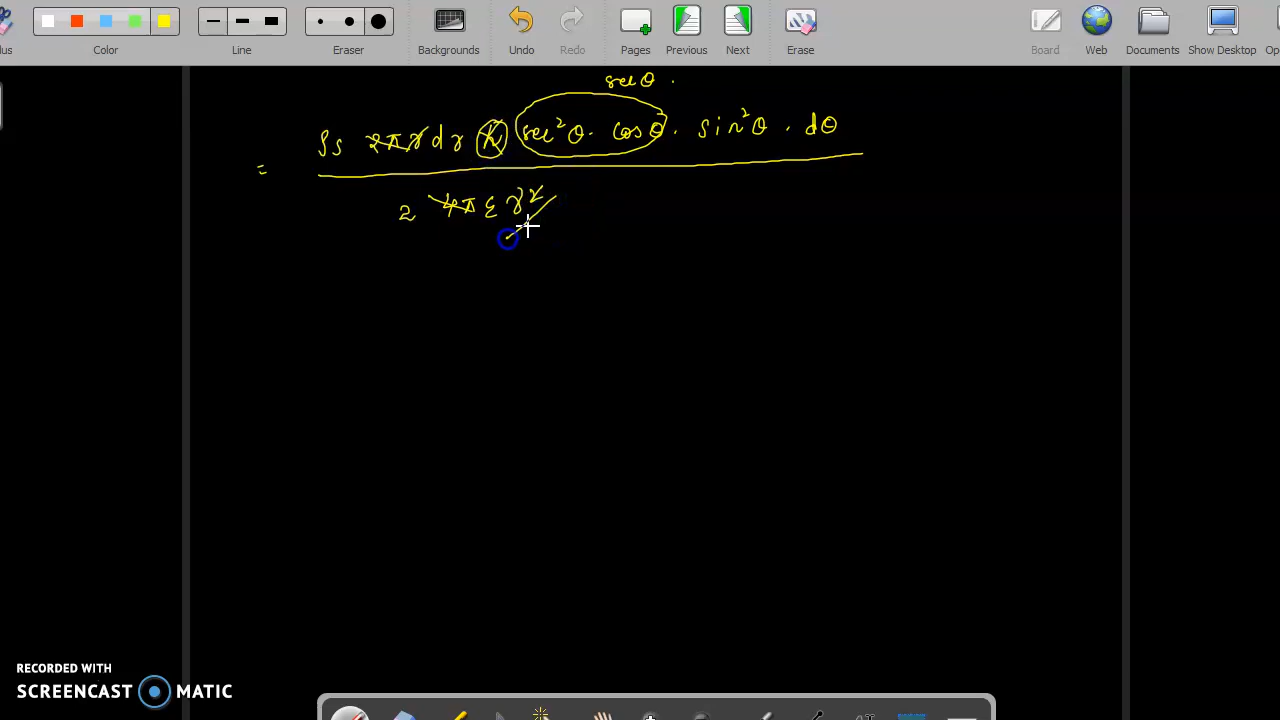 Color Line Eraser Backgrounds Undo Redo Pages Previous Next Erase Board Web Documents Show Desktop
sec θ .
= ρs 2πr dr h sec²θ . cosθ . sin²θ . dθ
2 4π ε r²
RECORDED WITH
SCREENCAST MATIC